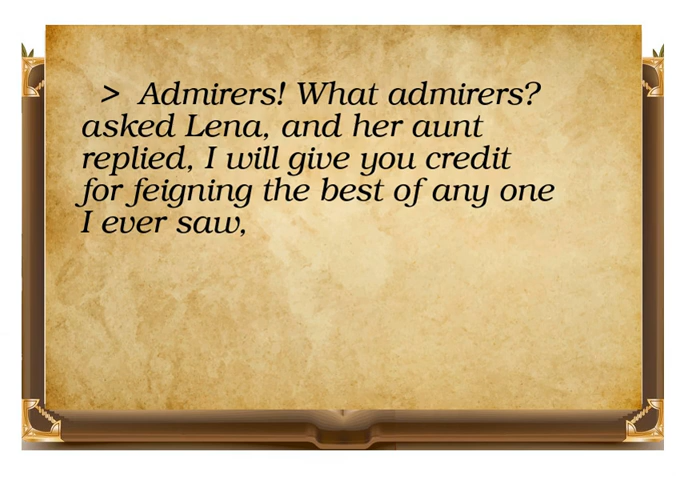 > Admirers! What admirers?
asked Lena, and her aunt
replied, I will give you credit
for feigning the best of any one
I ever saw,